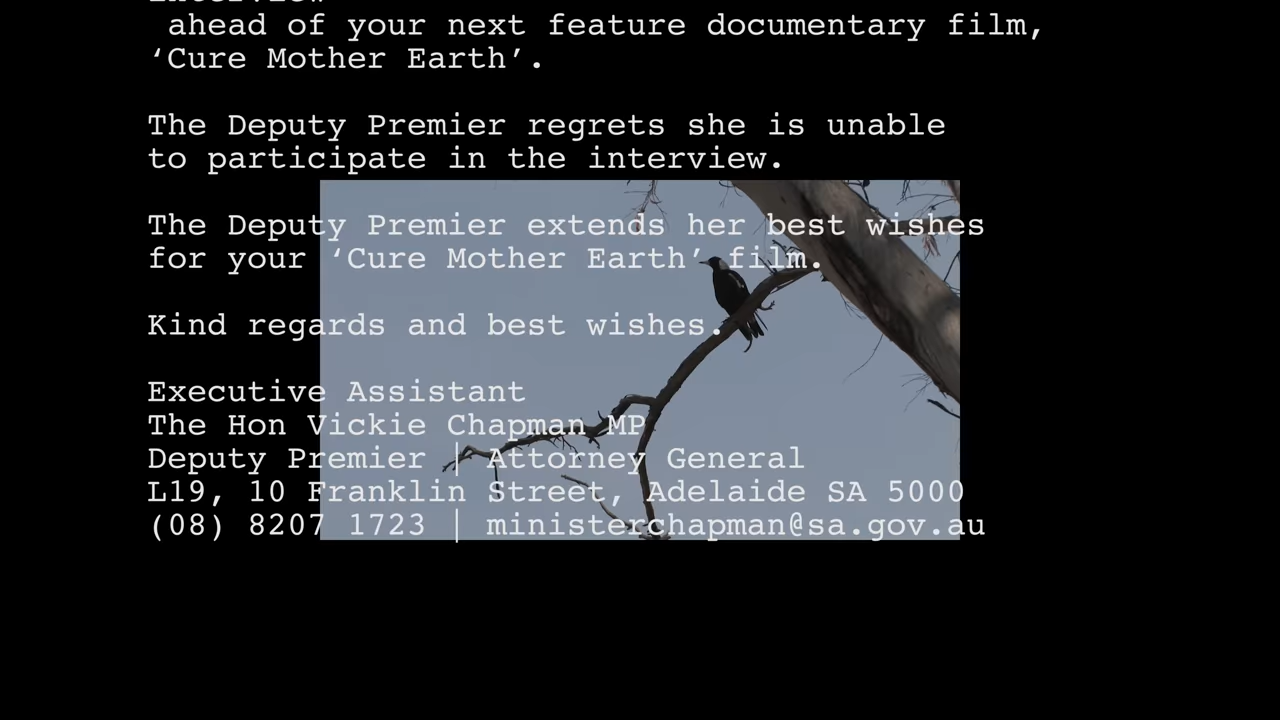 Interview
ahead of your next feature documentary film,
‘Cure Mother Earth’.
The Deputy Premier regrets she is unable
to participate in the interview.
The Deputy Premier extends her best wishes
for your ‘Cure Mother Earth’ film.
Kind regards and best wishes.
Executive Assistant
The Hon Vickie Chapman MP
Deputy Premier | Attorney General
L19, 10 Franklin Street, Adelaide SA 5000
(08) 8207 1723 | ministerchapman@sa.gov.au